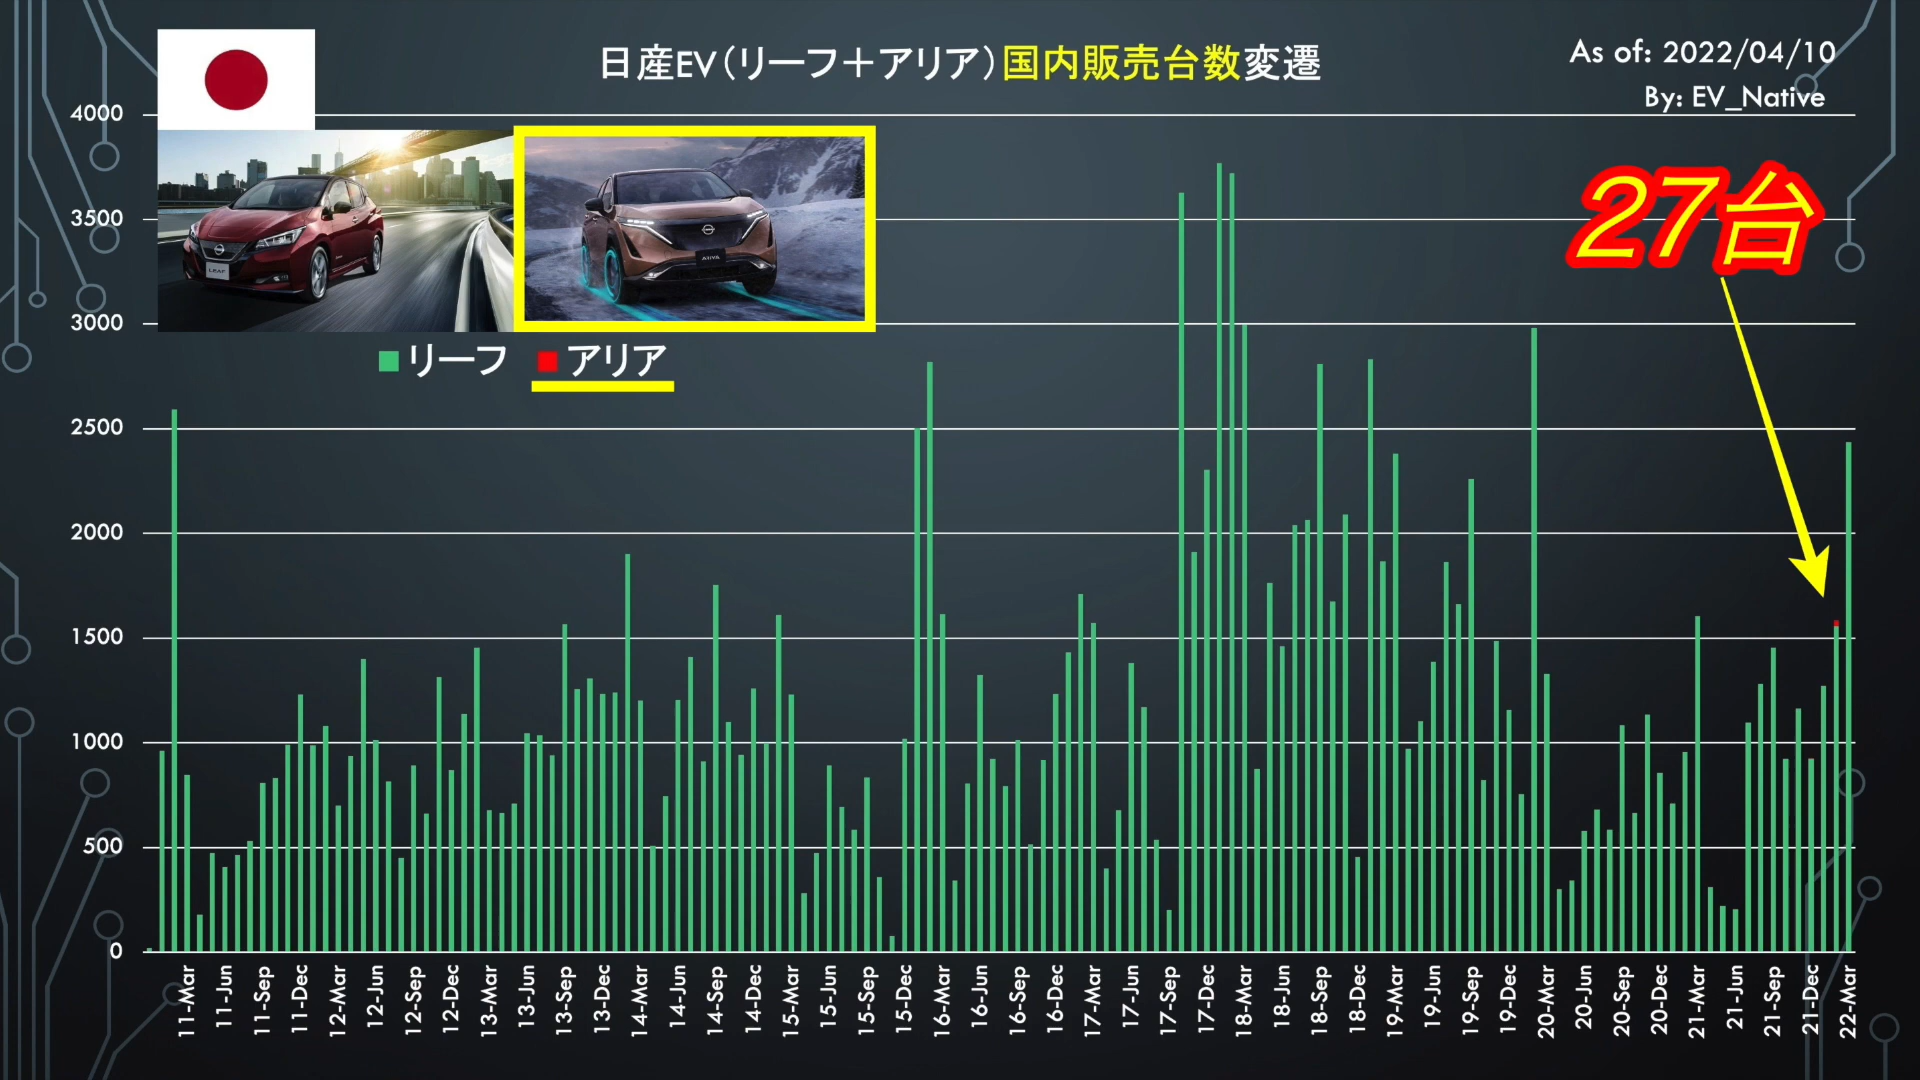 日産EV（リーフ＋アリア）国内販売台数変遷
As of: 2022/04/10
By: EV_Native
27台
4000
3500
3000
2500
2000
1500
1000
500
0
LEAF
ARIYA
リーフ アリア
11-Mar 11-Jun 11-Sep 11-Dec 12-Mar 12-Jun 12-Sep 12-Dec 13-Mar 13-Jun 13-Sep 13-Dec 14-Mar 14-Jun 14-Sep 14-Dec 15-Mar 15-Jun 15-Sep 15-Dec 16-Mar 16-Jun 16-Sep 16-Dec 17-Mar 17-Jun 17-Sep 17-Dec 18-Mar 18-Jun 18-Sep 18-Dec 19-Mar 19-Jun 19-Sep 19-Dec 20-Mar 20-Jun 20-Sep 20-Dec 21-Mar 21-Jun 21-Sep 21-Dec 22-Mar